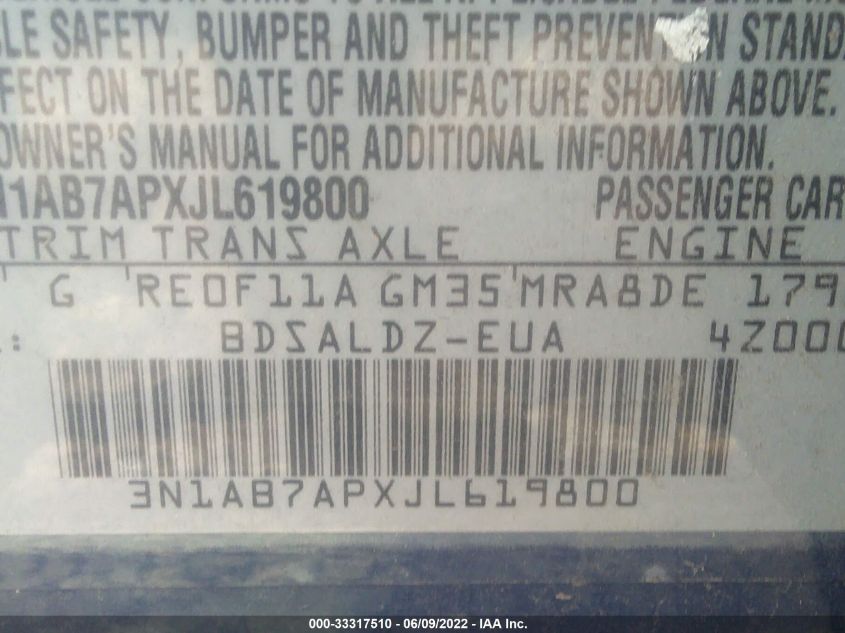 LE SAFETY, BUMPER AND THEFT PREVENTION STAND
FECT ON THE DATE OF MANUFACTURE SHOWN ABOVE.
OWNER'S MANUAL FOR ADDITIONAL INFORMATION.
N1AB7APXJL619800 PASSENGER CAR
TRIM TRANS AXLE ENGINE
G RE0F11A GM35 MRA8DE 179
BDSALDZ-EUA 4Z000
3N1AB7APXJL619800
000-33317510 - 06/09/2022 - IAA Inc.